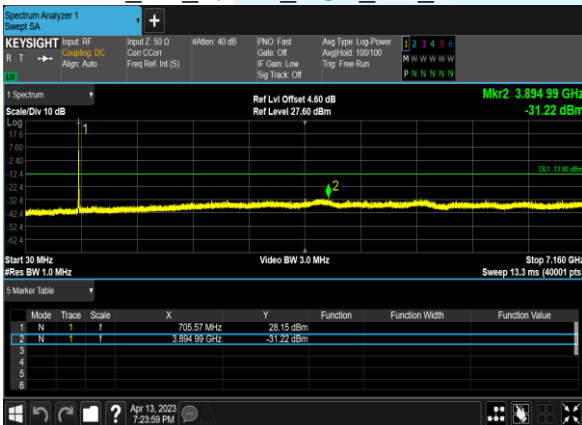 Spectrum Analyzer 1
Swept SA
+
KEYSIGHT Input: RF Input Z: 50 Ω #Atten: 40 dB PNO: Fast Avg Type: Log-Power 1 2 3 4 5 6
R T Coupling: DC Corr CCorr Gate: Off Avg|Hold: 100/100 M W W W W W
Align: Auto Freq Ref: Int (S) IF Gain: Low Trig: Free Run
LXI Sig Track: Off P N N N N N
1 Spectrum Ref Lvl Offset 4.60 dB Mkr2 3.894 99 GHz
Scale/Div 10 dB Ref Level 27.60 dBm -31.22 dBm
Log
17.6
7.60
-2.40
-12.4
-22.4
-32.4
-42.4
-52.4
-62.4
1
DL1 -13.00 dBm
2
Start 30 MHz Video BW 3.0 MHz Stop 7.160 GHz
#Res BW 1.0 MHz Sweep 13.3 ms (40001 pts
5 Marker Table
Mode Trace Scale X Y Function Function Width Function Value
1 N 1 f 705.57 MHz 28.15 dBm
2 N 1 f 3.894 99 GHz -31.22 dBm
3
4
5
6
? Apr 13, 2023
7:23:59 PM